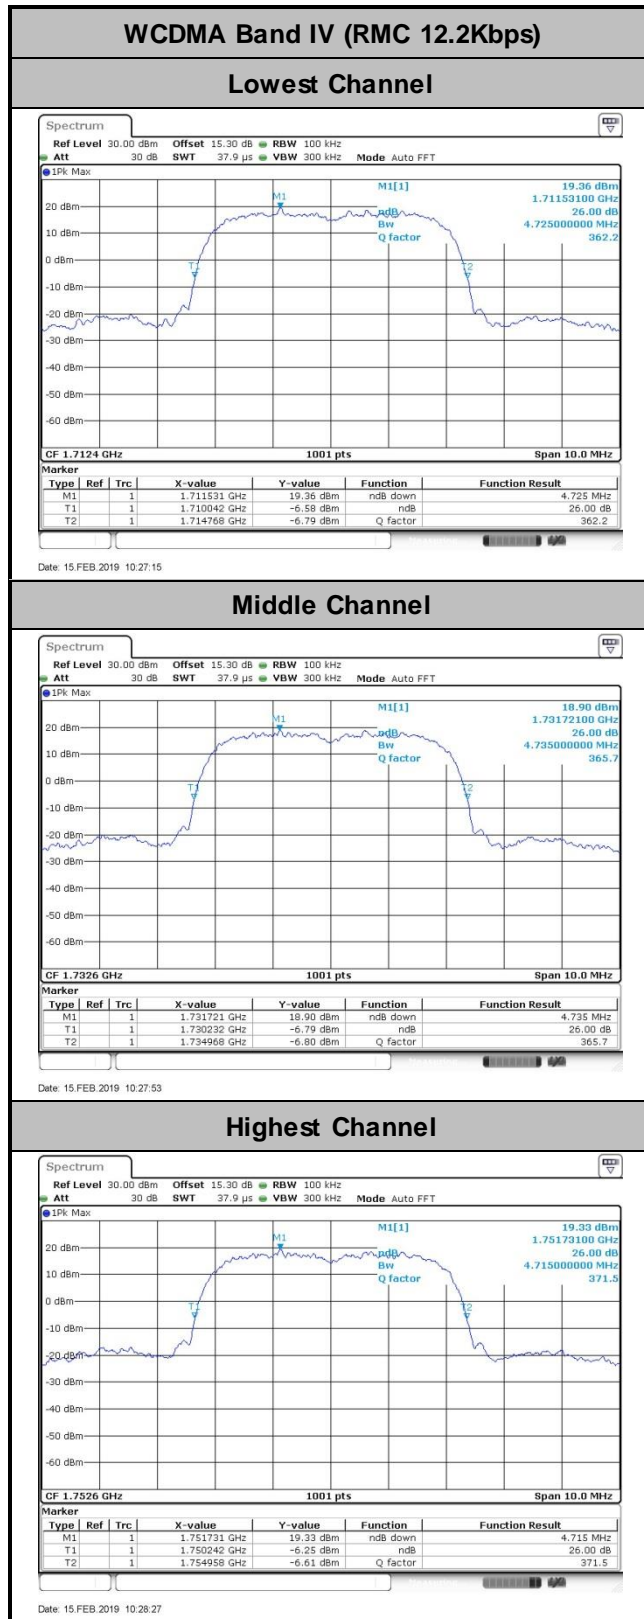 WCDMA Band IV (RMC 12.2Kbps)
Lowest Channel
Spectrum
Ref Level 30.00 dBm Offset 15.30 dB RBW 100 kHz
Att 30 dB SWT 37.9 µs VBW 300 kHz Mode Auto FFT
1Pk Max
M1[1] 19.36 dBm
1.71153100 GHz
ndB 26.00 dB
Bw 4.725000000 MHz
Q factor 362.2
M1
T1
T2
20 dBm
10 dBm
0 dBm
-10 dBm
-20 dBm
-30 dBm
-40 dBm
-50 dBm
-60 dBm
CF 1.7124 GHz 1001 pts Span 10.0 MHz
Marker
Type Ref Trc X-value Y-value Function Function Result
M1 1 1.711531 GHz 19.36 dBm ndB down 4.725 MHz
T1 1 1.710042 GHz -6.58 dBm ndB 26.00 dB
T2 1 1.714768 GHz -6.79 dBm Q factor 362.2
Date: 15.FEB.2019 10:27:15
Middle Channel
Spectrum
Ref Level 30.00 dBm Offset 15.30 dB RBW 100 kHz
Att 30 dB SWT 37.9 µs VBW 300 kHz Mode Auto FFT
1Pk Max
M1[1] 18.90 dBm
1.73172100 GHz
ndB 26.00 dB
Bw 4.735000000 MHz
Q factor 365.7
M1
T1
T2
20 dBm
10 dBm
0 dBm
-10 dBm
-20 dBm
-30 dBm
-40 dBm
-50 dBm
-60 dBm
CF 1.7326 GHz 1001 pts Span 10.0 MHz
Marker
Type Ref Trc X-value Y-value Function Function Result
M1 1 1.731721 GHz 18.90 dBm ndB down 4.735 MHz
T1 1 1.730232 GHz -6.79 dBm ndB 26.00 dB
T2 1 1.734968 GHz -6.80 dBm Q factor 365.7
Date: 15.FEB.2019 10:27:53
Highest Channel
Spectrum
Ref Level 30.00 dBm Offset 15.30 dB RBW 100 kHz
Att 30 dB SWT 37.9 µs VBW 300 kHz Mode Auto FFT
1Pk Max
M1[1] 19.33 dBm
1.75173100 GHz
ndB 26.00 dB
Bw 4.715000000 MHz
Q factor 371.5
M1
T1
T2
20 dBm
10 dBm
0 dBm
-10 dBm
-20 dBm
-30 dBm
-40 dBm
-50 dBm
-60 dBm
CF 1.7526 GHz 1001 pts Span 10.0 MHz
Marker
Type Ref Trc X-value Y-value Function Function Result
M1 1 1.751731 GHz 19.33 dBm ndB down 4.715 MHz
T1 1 1.750242 GHz -6.25 dBm ndB 26.00 dB
T2 1 1.754958 GHz -6.61 dBm Q factor 371.5
Date: 15.FEB.2019 10:28:27